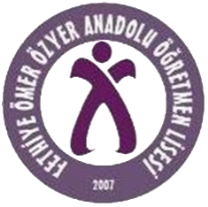 FETHİYE ÖMER ÖZYER ANADOLU ÖĞRETMEN LİSESİ
2007